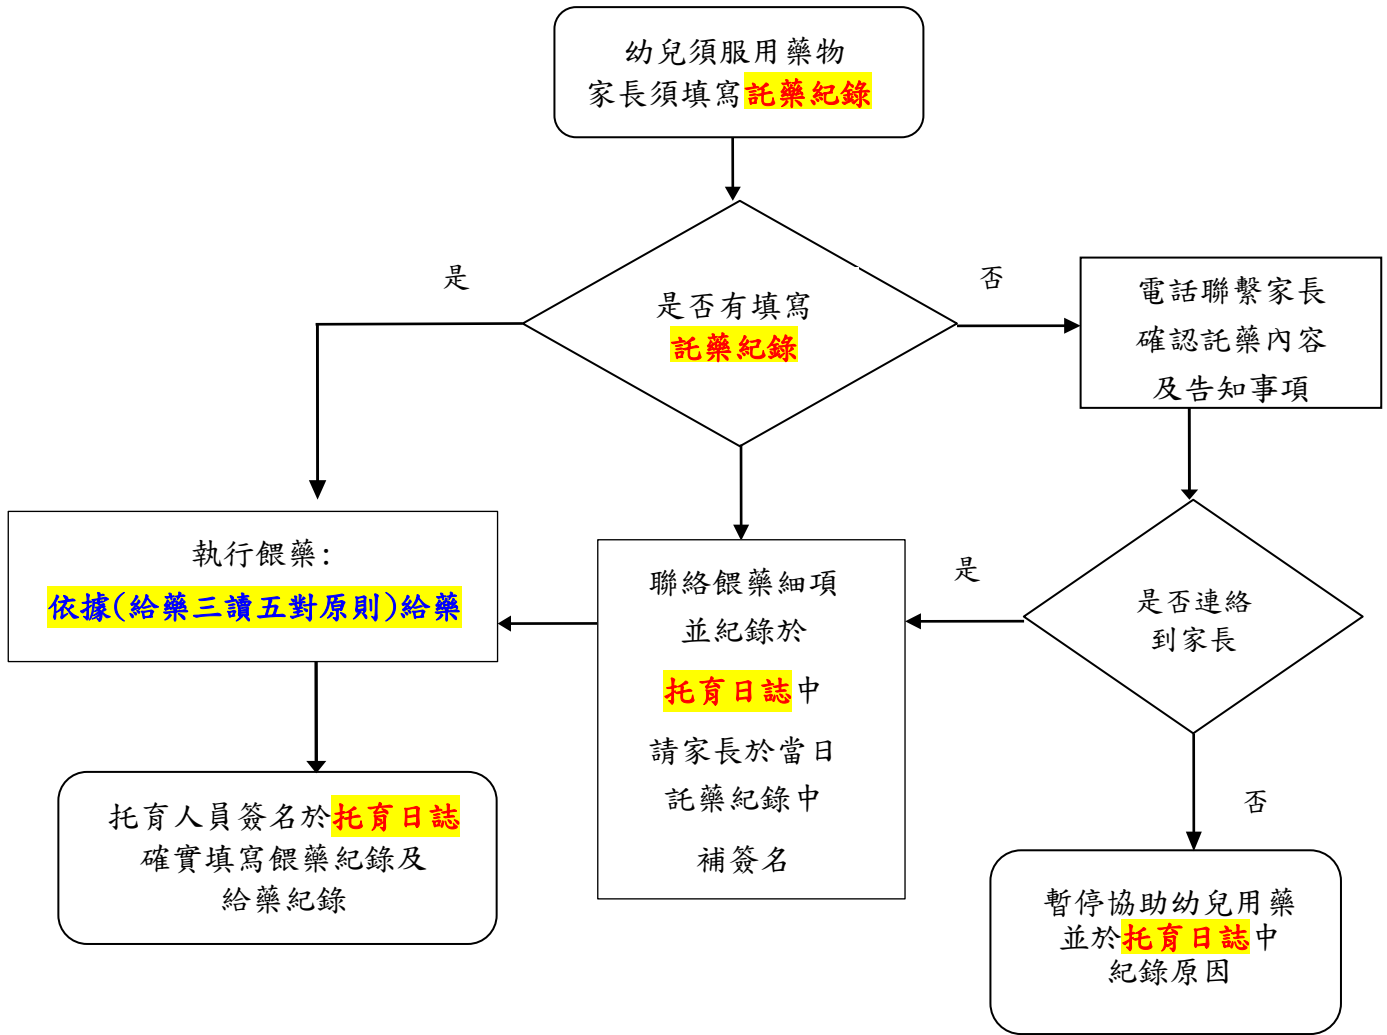 幼兒須服用藥物
家長須填寫託藥紀錄
是
否
是否有填寫
託藥紀錄
電話聯繫家長
確認託藥內容
及告知事項
執行餵藥:
依據(給藥三讀五對原則)給藥
聯絡餵藥細項
並紀錄於
托育日誌中
請家長於當日
託藥紀錄中
補簽名
是
是否連絡
到家長
否
托育人員簽名於托育日誌
確實填寫餵藥紀錄及
給藥紀錄
暫停協助幼兒用藥
並於托育日誌中
紀錄原因